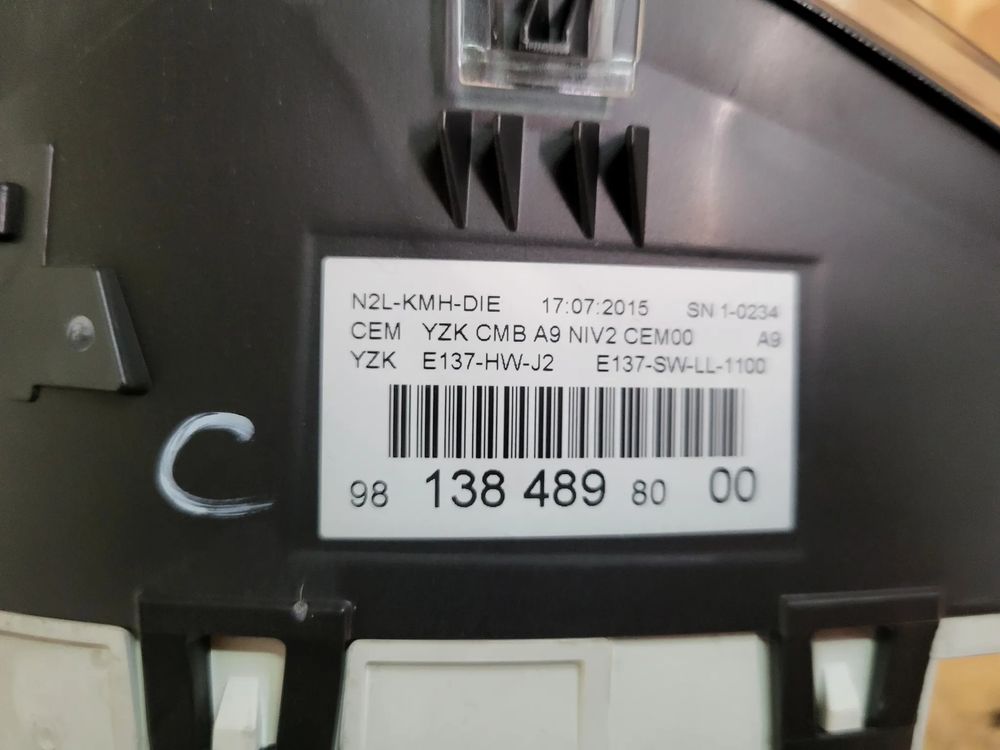 N2L-KMH-DIE 17:07:2015 SN 1-0234
CEM YZK CMB A9 NIV2 CEM00 A9
YZK E137-HW-J2 E137-SW-LL-1100
98 138 489 80 00
C